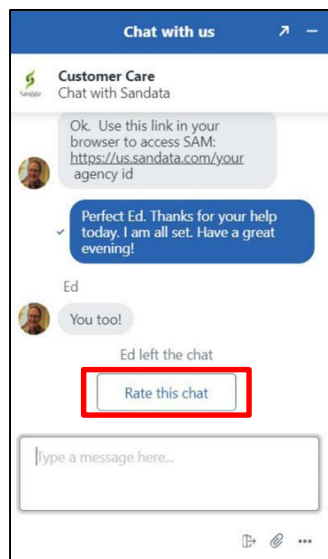 Chat with us
Customer Care
Chat with Sandata
Sandata
Ok. Use this link in your
browser to access SAM:
https://us.sandata.com/your
agency id
Perfect Ed. Thanks for your help
today. I am all set. Have a great
evening!
Ed
You too!
Ed left the chat
Rate this chat
Type a message here...